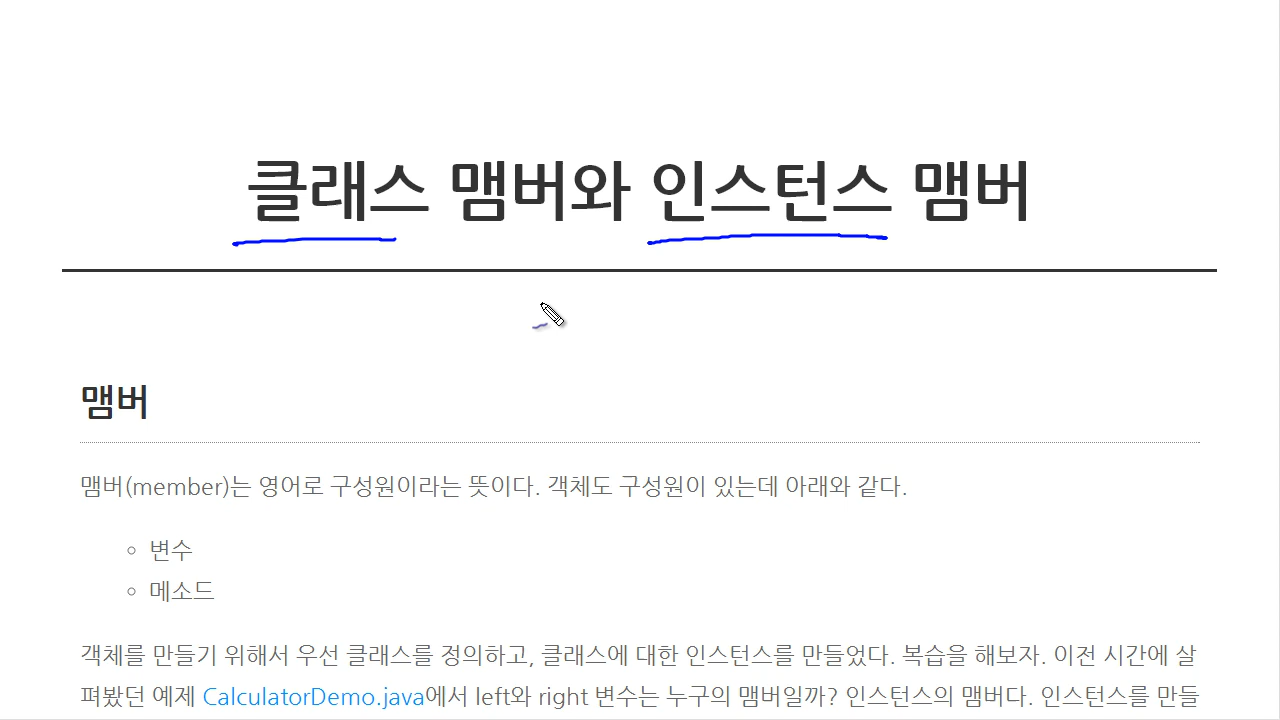 클래스 맴버와 인스턴스 맴버
맴버
맴버(member)는 영어로 구성원이라는 뜻이다. 객체도 구성원이 있는데 아래와 같다.
변수
메소드
객체를 만들기 위해서 우선 클래스를 정의하고, 클래스에 대한 인스턴스를 만들었다. 복습을 해보자. 이전 시간에 살
펴봤던 예제 CalculatorDemo.java에서 left와 right 변수는 누구의 맴버일까? 인스턴스의 맴버다. 인스턴스를 만들